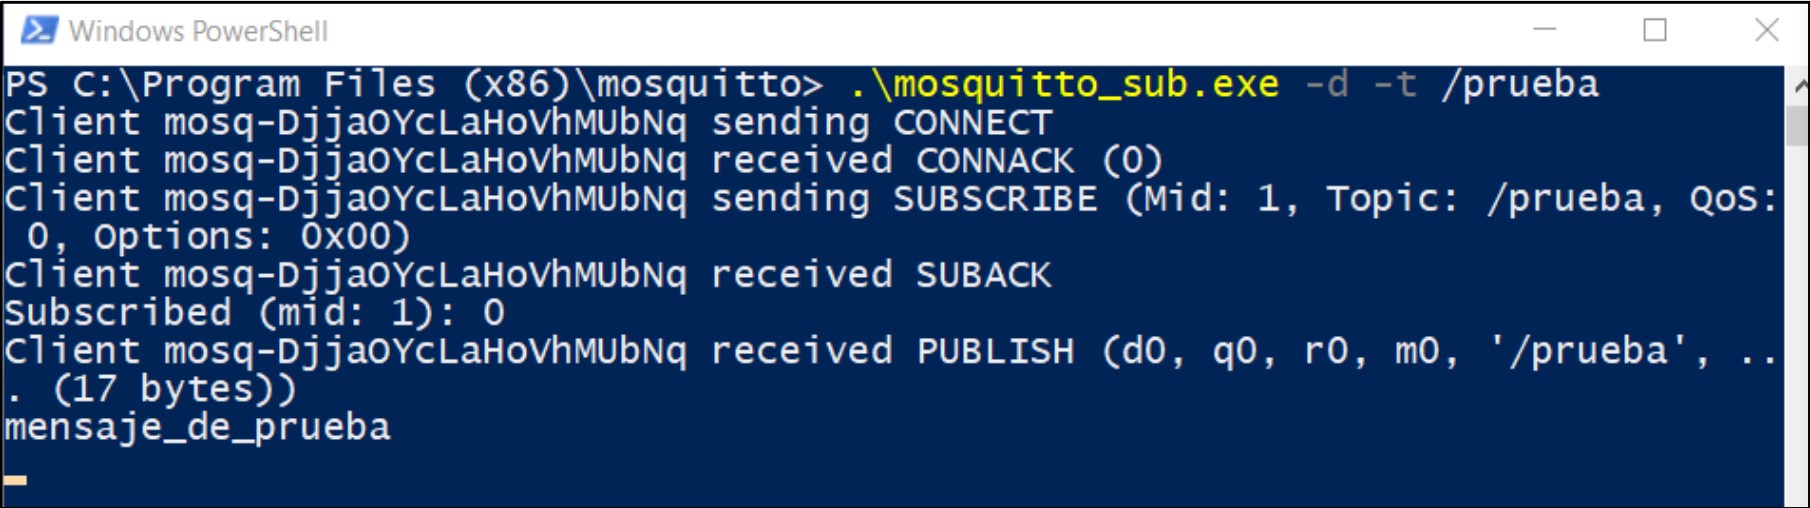 Windows PowerShell
PS C:\Program Files (x86)\mosquitto> .\mosquitto_sub.exe -d -t /prueba
Client mosq-DjjaOYcLaHoVhMUbNq sending CONNECT
Client mosq-DjjaOYcLaHoVhMUbNq received CONNACK (0)
Client mosq-DjjaOYcLaHoVhMUbNq sending SUBSCRIBE (Mid: 1, Topic: /prueba, QoS:
 0, Options: 0x00)
Client mosq-DjjaOYcLaHoVhMUbNq received SUBACK
Subscribed (mid: 1): 0
Client mosq-DjjaOYcLaHoVhMUbNq received PUBLISH (d0, q0, r0, m0, '/prueba', ..
. (17 bytes))
mensaje_de_prueba